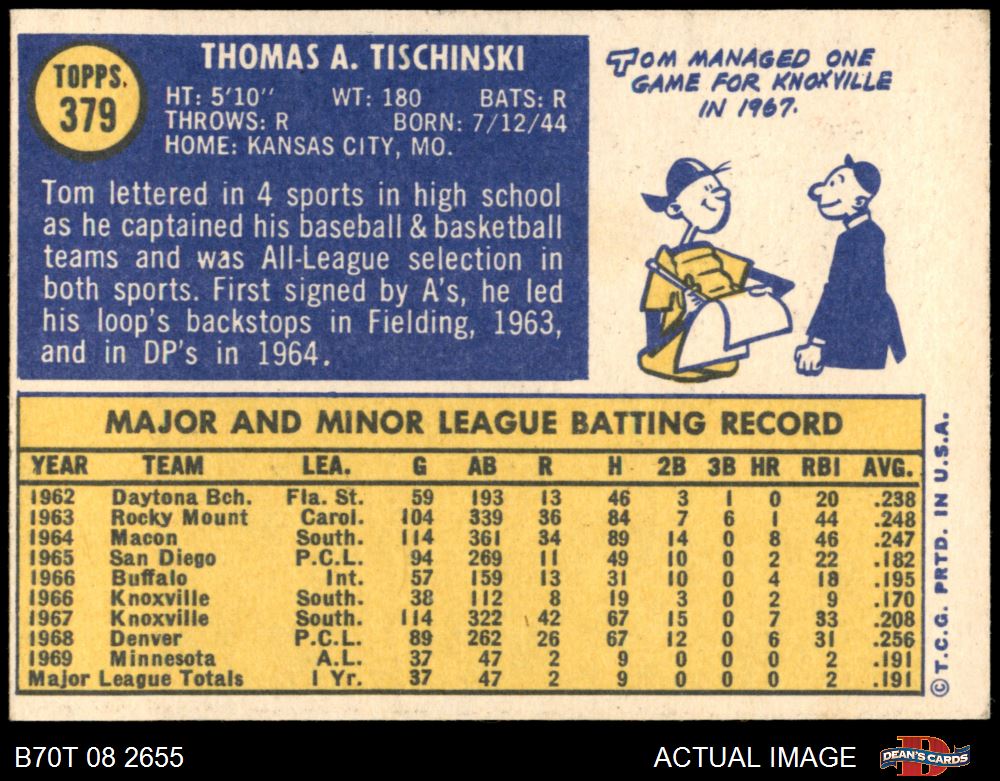 TOPPS.
379
THOMAS A. TISCHINSKI
HT: 5'10" WT: 180 BATS: R
THROWS: R BORN: 7/12/44
HOME: KANSAS CITY, MO.
Tom lettered in 4 sports in high school
as he captained his baseball & basketball
teams and was All-League selection in
both sports. First signed by A's, he led
his loop's backstops in Fielding, 1963,
and in DP's in 1964.
TOM MANAGED ONE
GAME FOR KNOXVILLE
IN 1967.
MAJOR AND MINOR LEAGUE BATTING RECORD
YEAR TEAM LEA. G AB R H 2B 3B HR RBI AVG.
1962 Daytona Bch. Fla. St. 59 193 13 46 3 1 0 20 .238
1963 Rocky Mount Carol. 104 339 36 84 7 6 1 44 .248
1964 Macon South. 114 361 34 89 14 0 8 46 .247
1965 San Diego P.C.L. 94 269 11 49 10 0 2 22 .182
1966 Buffalo Int. 57 159 13 31 10 0 4 18 .195
1966 Knoxville South. 38 112 8 19 3 0 2 9 .170
1967 Knoxville South. 114 322 42 67 15 0 7 33 .208
1968 Denver P.C.L. 89 262 26 67 12 0 6 31 .256
1969 Minnesota A.L. 37 47 2 9 0 0 0 2 .191
Major League Totals 1 Yr. 37 47 2 9 0 0 0 2 .191
© T.C.G. PRTD. IN U.S.A.
B70T 08 2655
ACTUAL IMAGE
DEAN'S CARDS